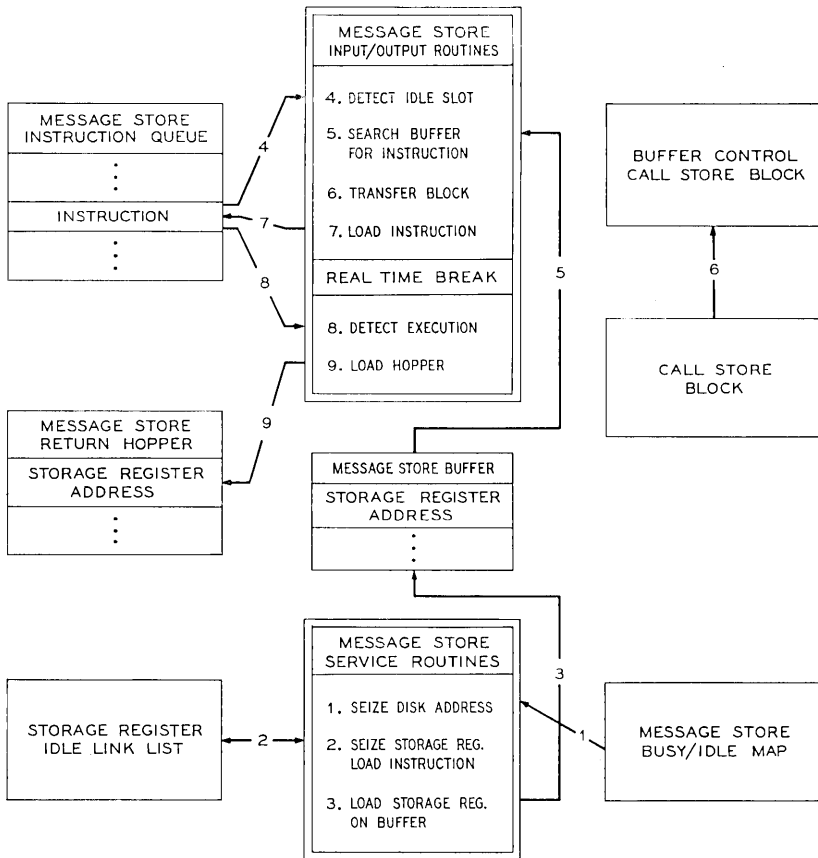 MESSAGE STORE
INPUT/OUTPUT ROUTINES
4. DETECT IDLE SLOT
5. SEARCH BUFFER
FOR INSTRUCTION
6. TRANSFER BLOCK
7. LOAD INSTRUCTION
REAL TIME BREAK
8. DETECT EXECUTION
9. LOAD HOPPER
MESSAGE STORE
INSTRUCTION QUEUE
INSTRUCTION
4
7
8
9
BUFFER CONTROL
CALL STORE BLOCK
6
CALL STORE
BLOCK
5
MESSAGE STORE
RETURN HOPPER
STORAGE REGISTER
ADDRESS
MESSAGE STORE BUFFER
STORAGE REGISTER
ADDRESS
3
MESSAGE STORE
SERVICE ROUTINES
1. SEIZE DISK ADDRESS
2. SEIZE STORAGE REG.
LOAD INSTRUCTION
3. LOAD STORAGE REG.
ON BUFFER
STORAGE REGISTER
IDLE LINK LIST
2
1
MESSAGE STORE
BUSY/IDLE MAP